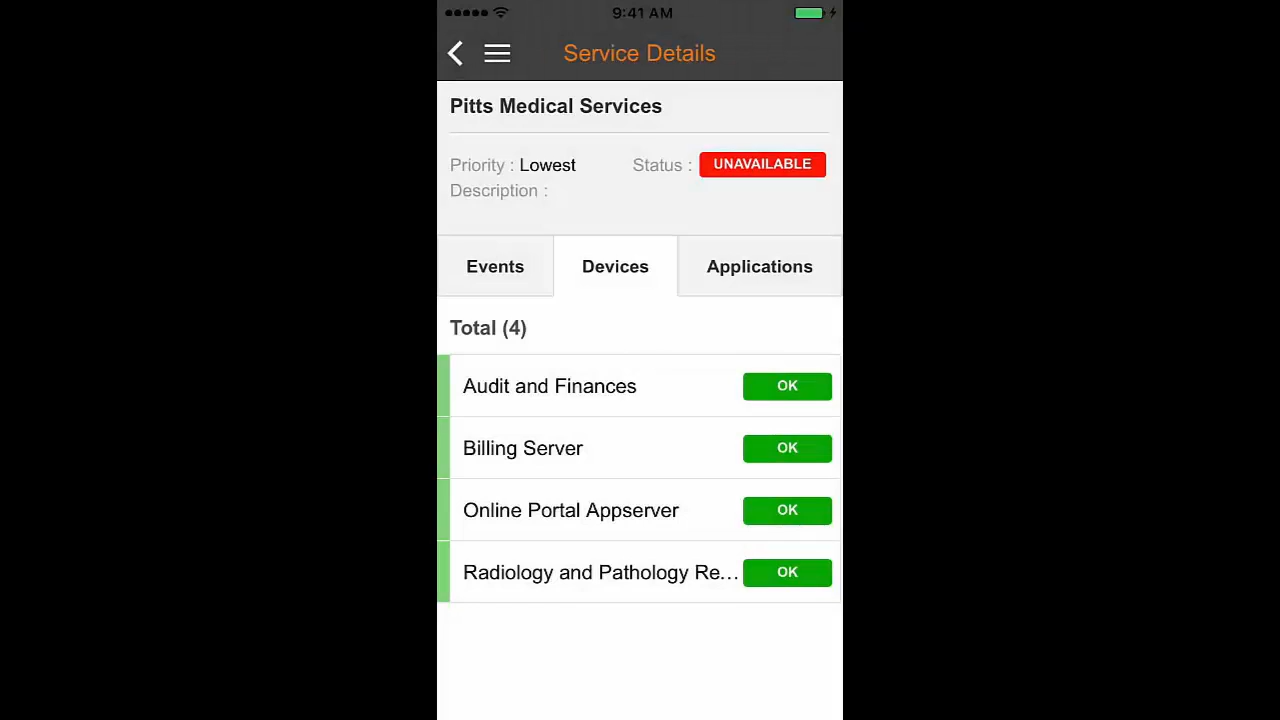 9:41 AM
Service Details
Pitts Medical Services
Priority : Lowest Status : UNAVAILABLE
Description :
Events Devices Applications
Total (4)
Audit and Finances OK
Billing Server OK
Online Portal Appserver OK
Radiology and Pathology Re... OK